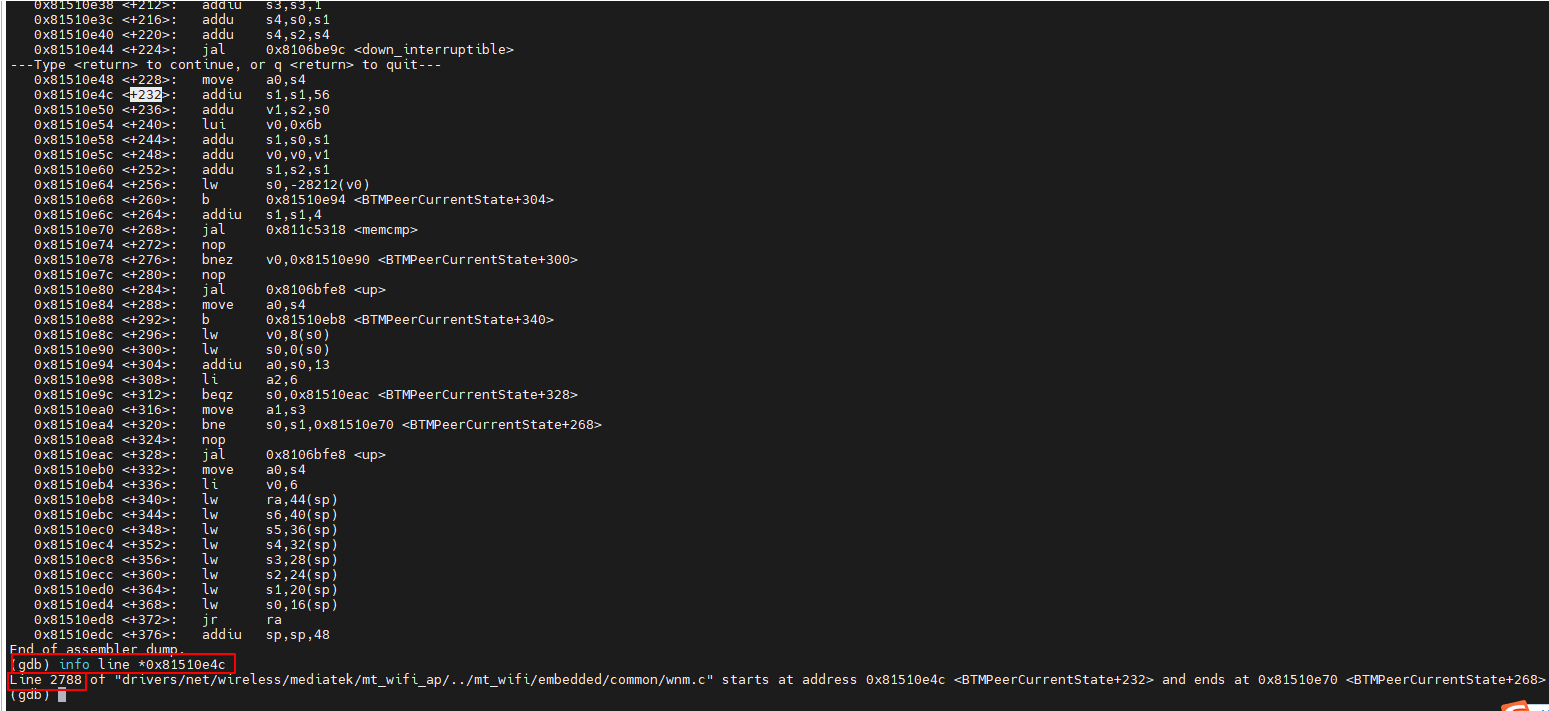 0x81510e38 <+212>: addiu s3,s3,1
0x81510e3c <+216>: addu s4,s0,s1
0x81510e40 <+220>: addu s4,s2,s4
0x81510e44 <+224>: jal 0x8106be9c <down_interruptible>
---Type <return> to continue, or q <return> to quit---
0x81510e48 <+228>: move a0,s4
0x81510e4c <+232>: addiu s1,s1,56
0x81510e50 <+236>: addu v1,s2,s0
0x81510e54 <+240>: lui v0,0x6b
0x81510e58 <+244>: addu s1,s0,s1
0x81510e5c <+248>: addu v0,v0,v1
0x81510e60 <+252>: addu s1,s2,s1
0x81510e64 <+256>: lw s0,-28212(v0)
0x81510e68 <+260>: b 0x81510e94 <BTMPeerCurrentState+304>
0x81510e6c <+264>: addiu s1,s1,4
0x81510e70 <+268>: jal 0x811c5318 <memcmp>
0x81510e74 <+272>: nop
0x81510e78 <+276>: bnez v0,0x81510e90 <BTMPeerCurrentState+300>
0x81510e7c <+280>: nop
0x81510e80 <+284>: jal 0x8106bfe8 <up>
0x81510e84 <+288>: move a0,s4
0x81510e88 <+292>: b 0x81510eb8 <BTMPeerCurrentState+340>
0x81510e8c <+296>: lw v0,8(s0)
0x81510e90 <+300>: lw s0,0(s0)
0x81510e94 <+304>: addiu a0,s0,13
0x81510e98 <+308>: li a2,6
0x81510e9c <+312>: beqz s0,0x81510eac <BTMPeerCurrentState+328>
0x81510ea0 <+316>: move a1,s3
0x81510ea4 <+320>: bne s0,s1,0x81510e70 <BTMPeerCurrentState+268>
0x81510ea8 <+324>: nop
0x81510eac <+328>: jal 0x8106bfe8 <up>
0x81510eb0 <+332>: move a0,s4
0x81510eb4 <+336>: li v0,6
0x81510eb8 <+340>: lw ra,44(sp)
0x81510ebc <+344>: lw s6,40(sp)
0x81510ec0 <+348>: lw s5,36(sp)
0x81510ec4 <+352>: lw s4,32(sp)
0x81510ec8 <+356>: lw s3,28(sp)
0x81510ecc <+360>: lw s2,24(sp)
0x81510ed0 <+364>: lw s1,20(sp)
0x81510ed4 <+368>: lw s0,16(sp)
0x81510ed8 <+372>: jr ra
0x81510edc <+376>: addiu sp,sp,48
End of assembler dump.
(gdb) info line *0x81510e4c
Line 2788 of "drivers/net/wireless/mediatek/mt_wifi_ap/../mt_wifi/embedded/common/wnm.c" starts at address 0x81510e4c <BTMPeerCurrentState+232> and ends at 0x81510e70 <BTMPeerCurrentState+268>
(gdb)